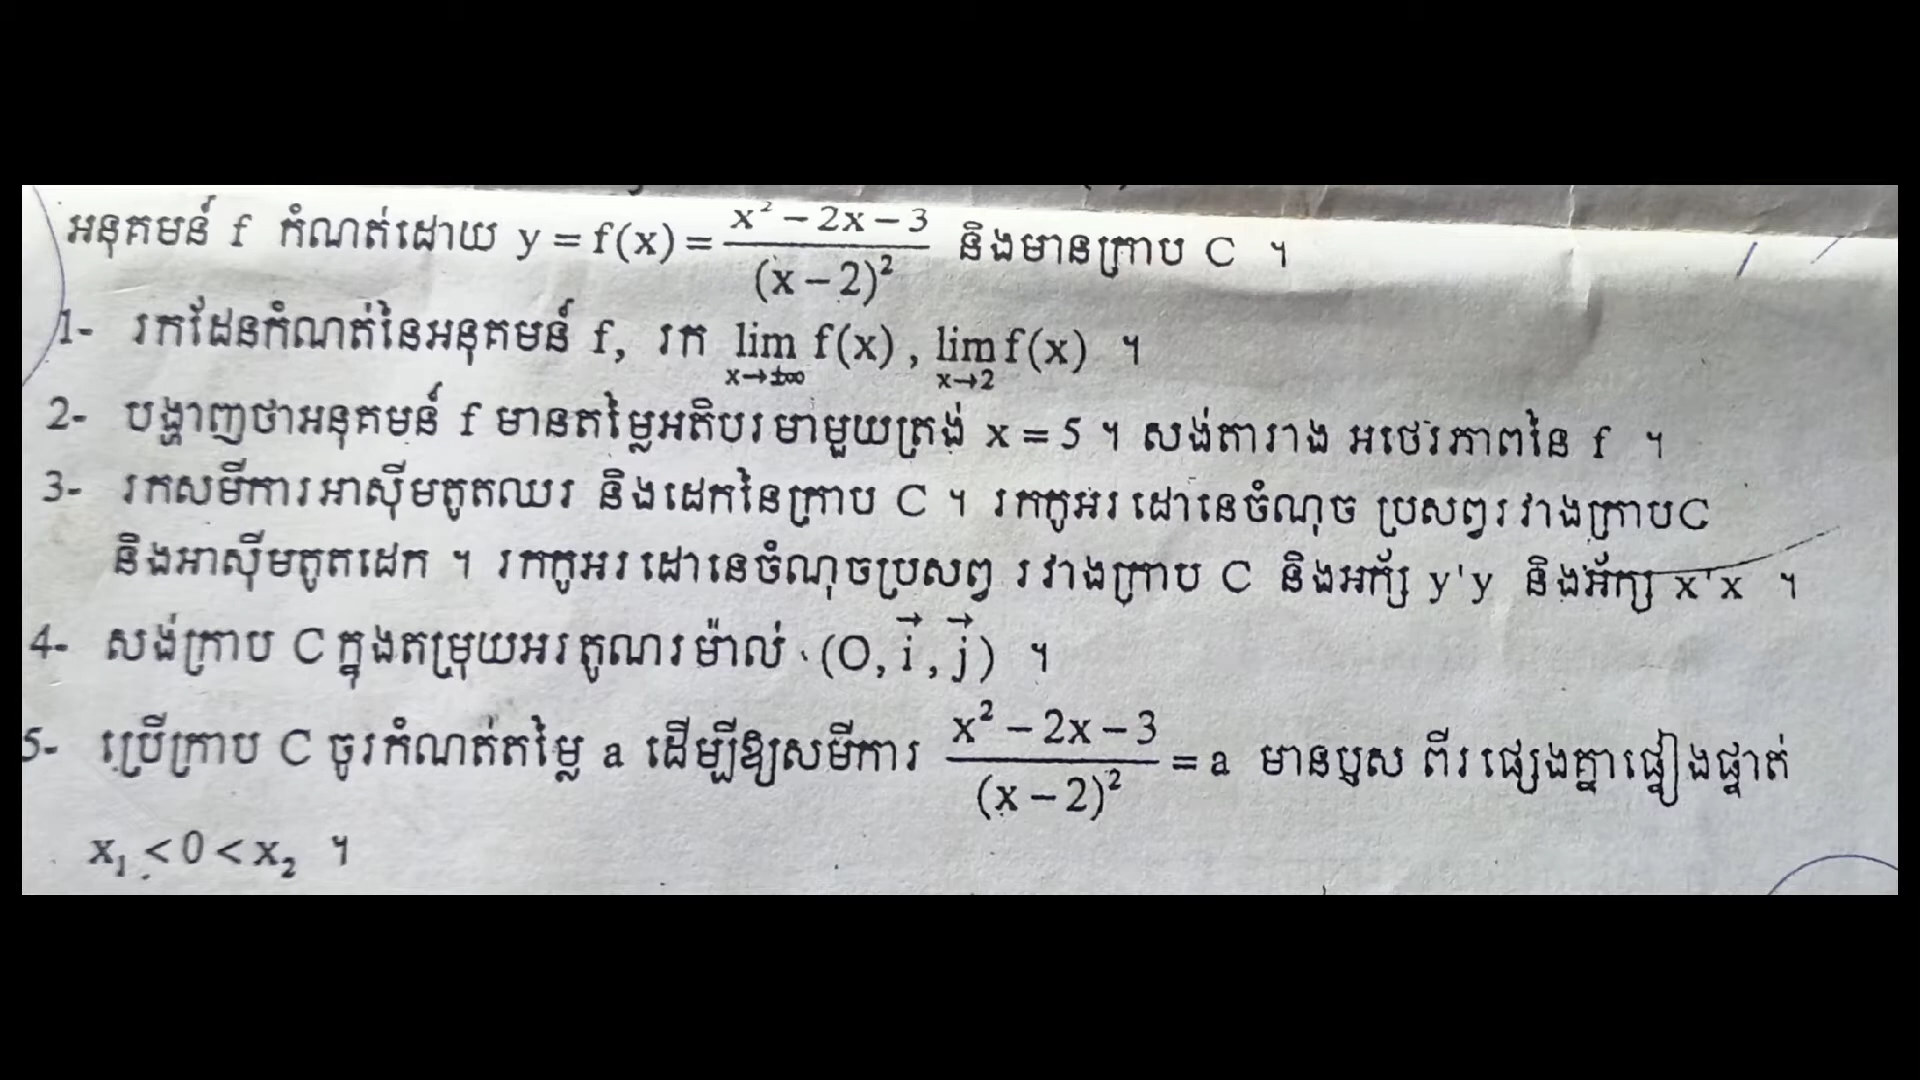 អនុគមន៍ f កំណត់ដោយ y = f(x) = \frac{x² − 2x − 3}{(x − 2)²} និងមានក្រាប C ។
1- រកដែនកំណត់នៃអនុគមន៍ f, រក \lim_{x→±∞} f(x) , \lim_{x→2} f(x) ។
2- បង្ហាញថាអនុគមន៍ f មានតម្លៃអតិបរមាមួយត្រង់ x = 5 ។ សង់តារាង អថេរភាពនៃ f ។
3- រកសមីការអាស៊ីមតូតឈរ និងដេកនៃក្រាប C ។ រកកូអរដោនេចំណុច ប្រសព្វរវាងក្រាបC
និងអាស៊ីមតូតដេក ។ រកកូអរដោនេចំណុចប្រសព្វ រវាងក្រាប C និងអក្ស័ y'y និងអ័ក្ស x'x ។
4- សង់ក្រាប C ក្នុងតម្រុយអរតូណរម៉ាល់ (O, \vec{i}, \vec{j}) ។
5- ប្រើក្រាប C ចូរកំណត់តម្លៃ a ដើម្បីឱ្យសមីការ \frac{x² − 2x − 3}{(x − 2)²} = a មានឫស ពីរផ្សេងគ្នាផ្ទៀងផ្ទាត់
x₁ < 0 < x₂ ។